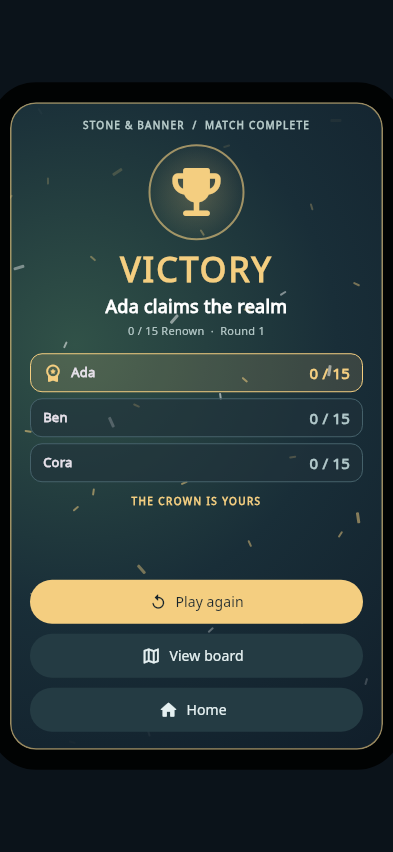 STONE & BANNER / MATCH COMPLETE
VICTORY
Ada claims the realm
0 / 15 Renown · Round 1
Ada 0 / 15
Ben 0 / 15
Cora 0 / 15
THE CROWN IS YOURS
Play again
View board
Home